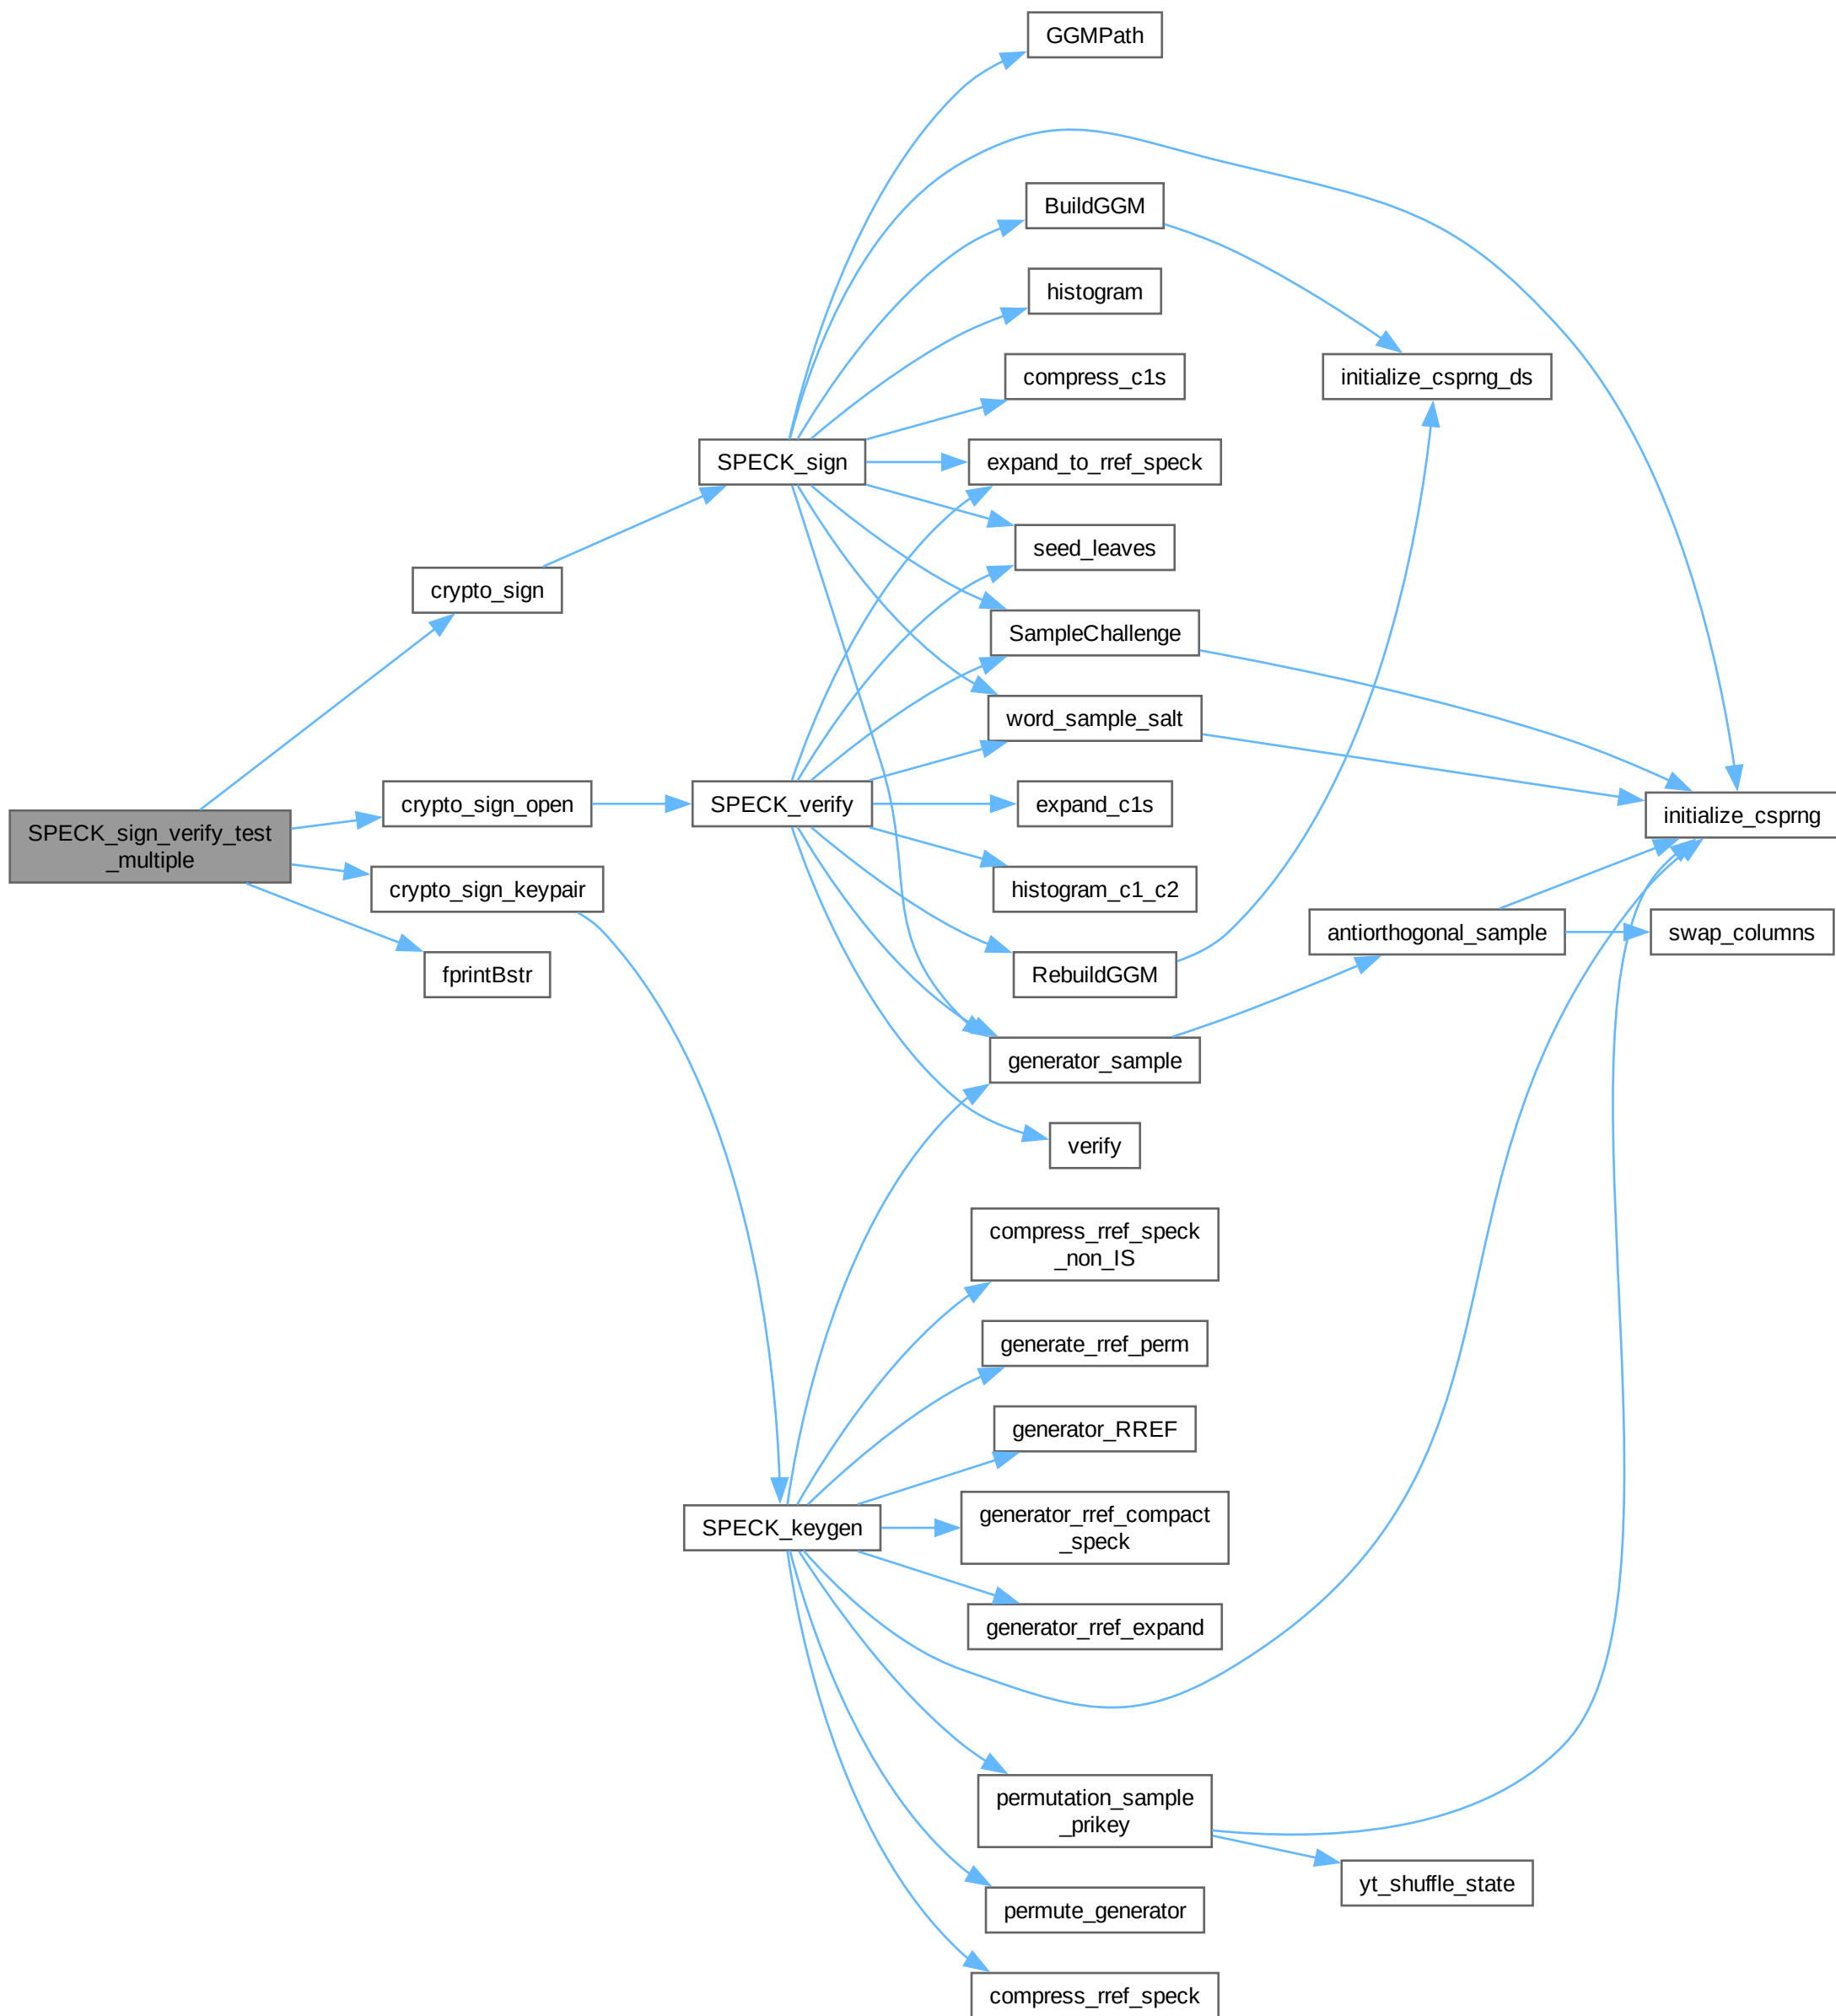 GGMPath
BuildGGM
histogram
compress_c1s
initialize_csprng_ds
SPECK_sign
expand_to_rref_speck
seed_leaves
crypto_sign
SampleChallenge
word_sample_salt
crypto_sign_open
SPECK_verify
expand_c1s
initialize_csprng
SPECK_sign_verify_test
_multiple
crypto_sign_keypair
histogram_c1_c2
antiorthogonal_sample
swap_columns
fprintBstr
RebuildGGM
generator_sample
verify
compress_rref_speck
_non_IS
generate_rref_perm
generator_RREF
SPECK_keygen
generator_rref_compact
_speck
generator_rref_expand
permutation_sample
_prikey
yt_shuffle_state
permute_generator
compress_rref_speck